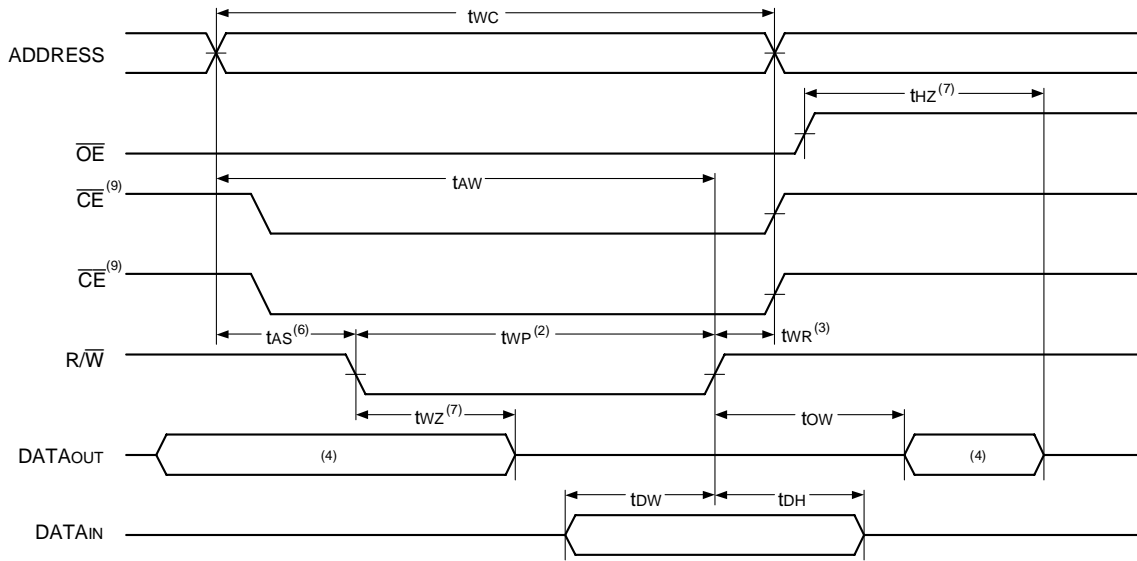 tWC
ADDRESS
tHZ(7)
OE
tAW
CE(9)
CE(9)
tAS(6) tWP(2) tWR(3)
R/W
tWZ(7) tOW
DATAOUT (4) (4)
tDW tDH
DATAIN